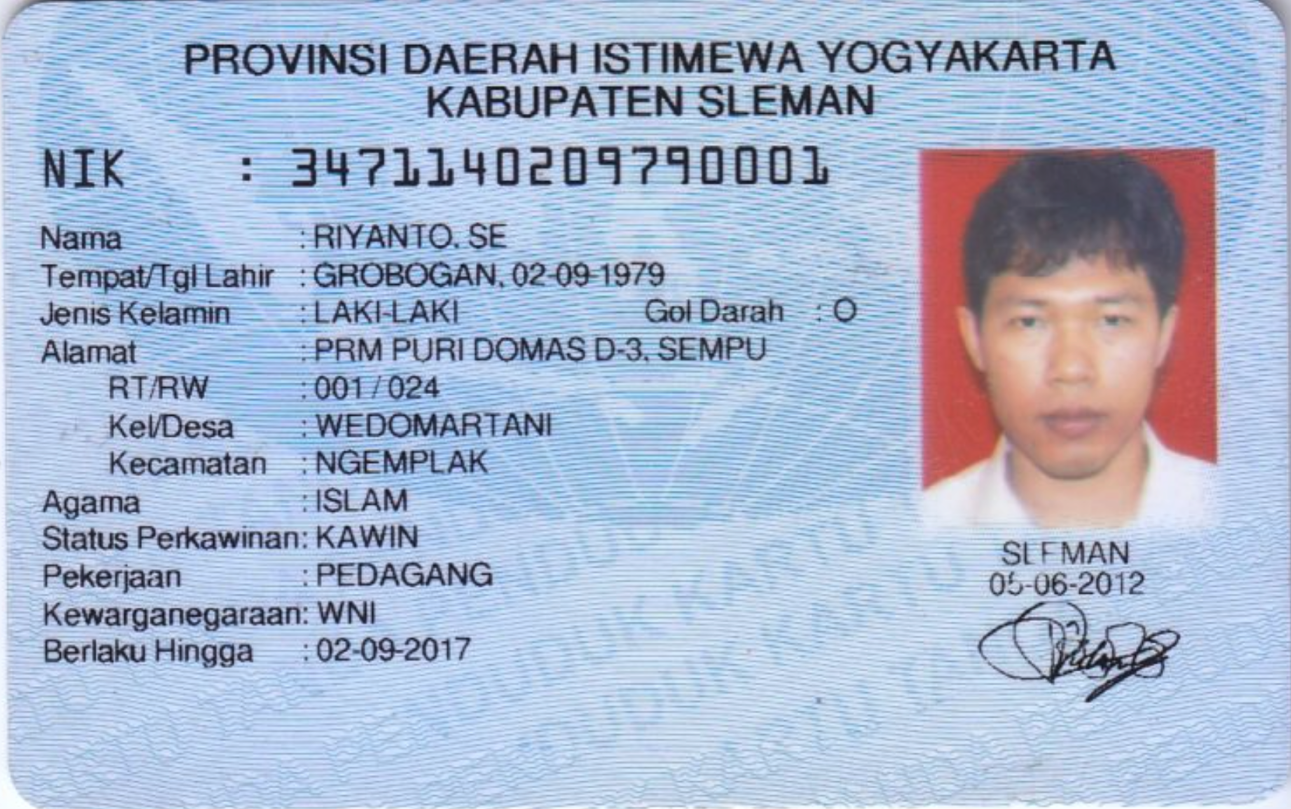 PROVINSI DAERAH ISTIMEWA YOGYAKARTA
KABUPATEN SLEMAN
NIK : 3471140209790001
Nama : RIYANTO. SE
Tempat/Tgl Lahir : GROBOGAN, 02-09-1979
Jenis Kelamin : LAKI-LAKI Gol Darah : O
Alamat : PRM PURI DOMAS D-3, SEMPU
RT/RW : 001 / 024
Kel/Desa : WEDOMARTANI
Kecamatan : NGEMPLAK
Agama : ISLAM
Status Perkawinan: KAWIN
Pekerjaan : PEDAGANG
Kewarganegaraan: WNI
Berlaku Hingga : 02-09-2017
SLEMAN
05-06-2012